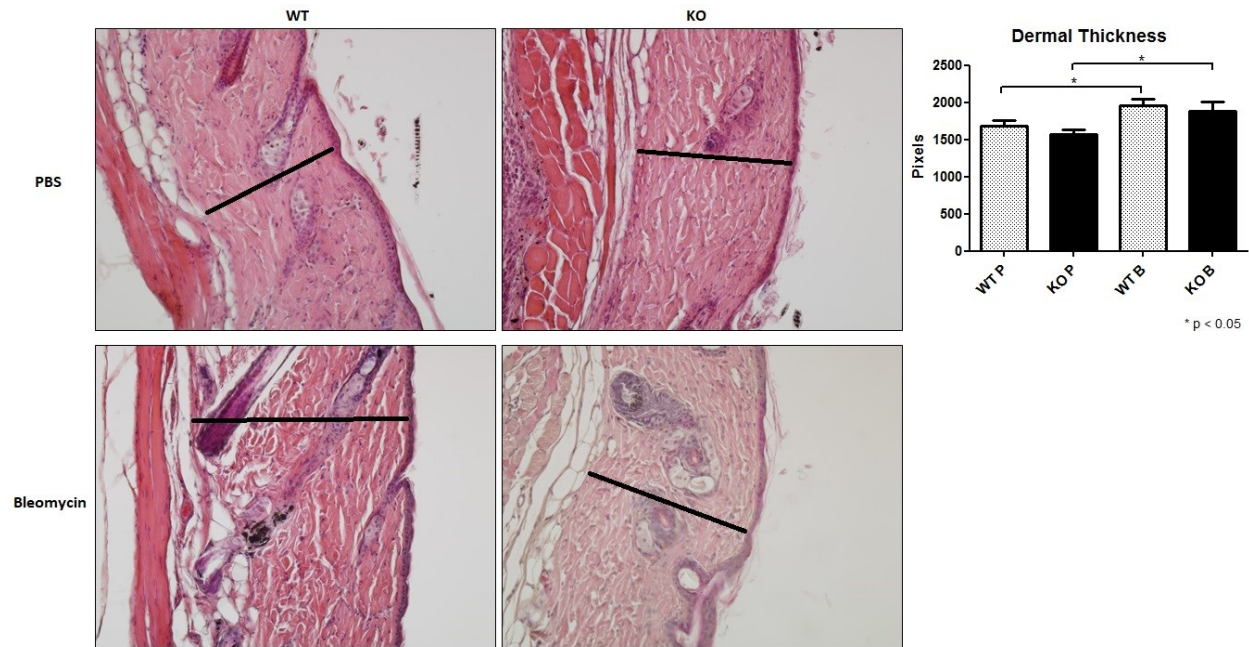 WT
KO
PBS
Bleomycin
Dermal Thickness
*
*
2500
2000
1500
1000
500
0
Pixels
WT P
KO P
WT B
KO B
* p < 0.05